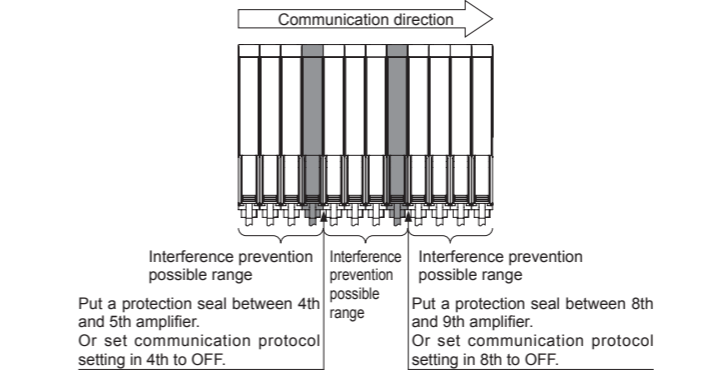 Communication direction
Interference prevention
possible range
Interference
prevention
possible
range
Interference prevention
possible range
Put a protection seal between 4th
and 5th amplifier.
Or set communication protocol
setting in 4th to OFF.
Put a protection seal between 8th
and 9th amplifier.
Or set communication protocol
setting in 8th to OFF.